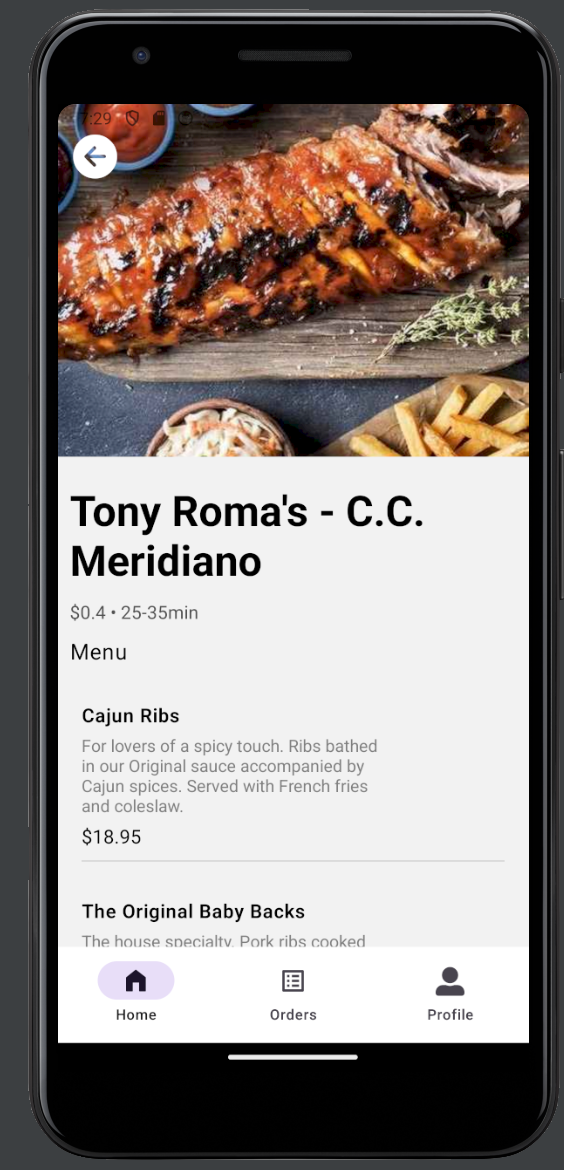 7:29
Tony Roma's - C.C.
Meridiano
$0.4 • 25-35min
Menu
Cajun Ribs
For lovers of a spicy touch. Ribs bathed
in our Original sauce accompanied by
Cajun spices. Served with French fries
and coleslaw.
$18.95
The Original Baby Backs
The house specialty. Pork ribs cooked
Home
Orders
Profile